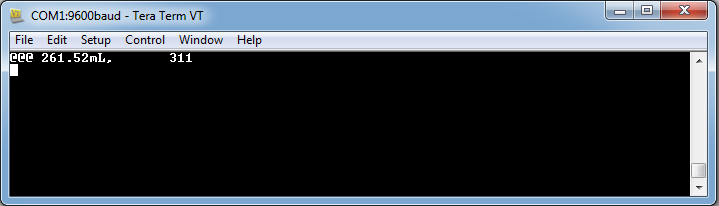 COM1:9600baud - Tera Term VT
File Edit Setup Control Window Help
@@@ 261.52mL, 311